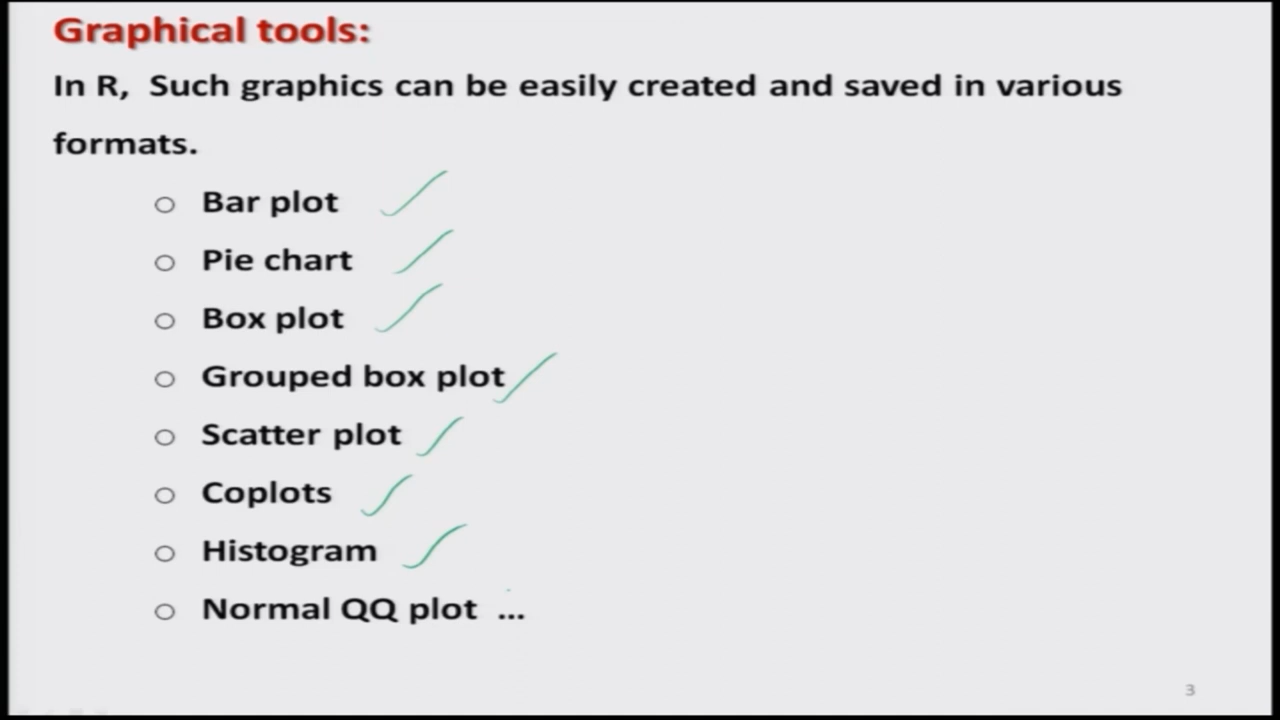 Graphical tools:
In R, Such graphics can be easily created and saved in various
formats.
Bar plot
Pie chart
Box plot
Grouped box plot
Scatter plot
Coplots
Histogram
Normal QQ plot ...
3